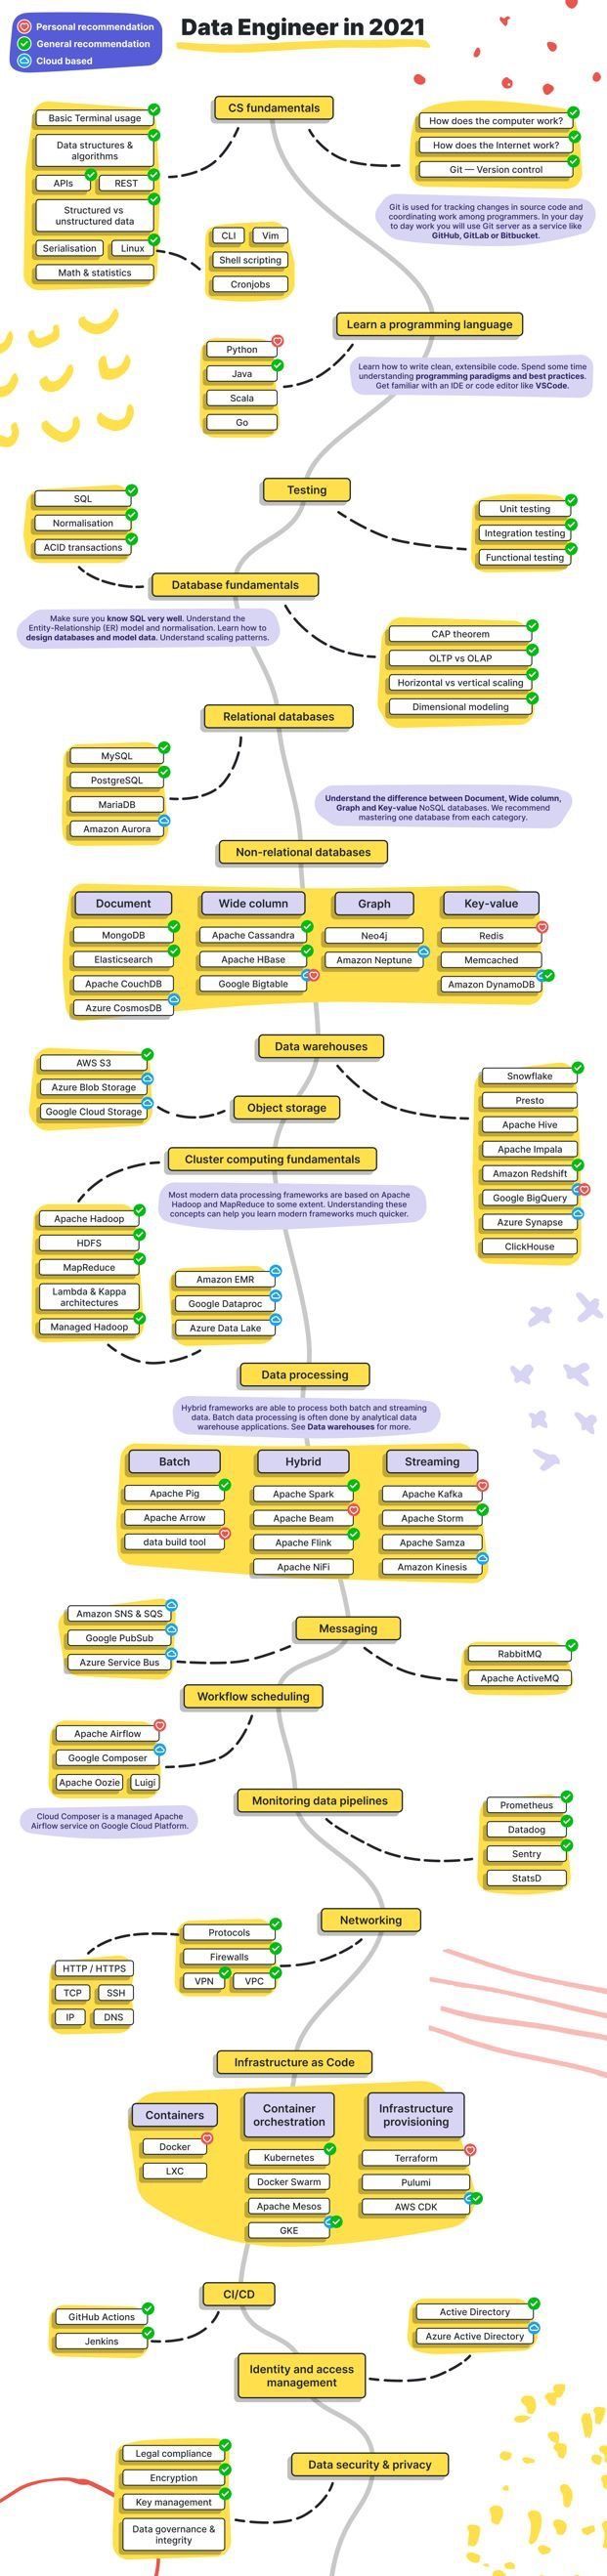 Data Engineer in 2021
Personal recommendation
General recommendation
Cloud based
CS fundamentals
Basic Terminal usage
Data structures &
algorithms
APIs
REST
Structured vs
unstructured data
Serialisation
Linux
Math & statistics
CLI
Vim
Shell scripting
Cronjobs
How does the computer work?
How does the Internet work?
Git — Version control
Git is used for tracking changes in source code and
coordinating work among programmers. In your day
to day work you will use Git server as a service like
GitHub, GitLab or Bitbucket.
Learn a programming language
Python
Java
Scala
Go
Learn how to write clean, extensibile code. Spend some time
understanding programming paradigms and best practices.
Get familiar with an IDE or code editor like VSCode.
Testing
Unit testing
Integration testing
Functional testing
SQL
Normalisation
ACID transactions
Database fundamentals
Make sure you know SQL very well. Understand the
Entity-Relationship (ER) model and normalisation. Learn how to
design databases and model data. Understand scaling patterns.
CAP theorem
OLTP vs OLAP
Horizontal vs vertical scaling
Dimensional modeling
Relational databases
MySQL
PostgreSQL
MariaDB
Amazon Aurora
Understand the difference between Document, Wide column,
Graph and Key-value NoSQL databases. We recommend
mastering one database from each category.
Non-relational databases
Document
MongoDB
Elasticsearch
Apache CouchDB
Azure CosmosDB
Wide column
Apache Cassandra
Apache HBase
Google Bigtable
Graph
Neo4j
Amazon Neptune
Key-value
Redis
Memcached
Amazon DynamoDB
Data warehouses
Snowflake
Presto
Apache Hive
Apache Impala
Amazon Redshift
Google BigQuery
Azure Synapse
ClickHouse
AWS S3
Azure Blob Storage
Google Cloud Storage
Object storage
Cluster computing fundamentals
Most modern data processing frameworks are based on Apache
Hadoop and MapReduce to some extent. Understanding these
concepts can help you learn modern frameworks much quicker.
Apache Hadoop
HDFS
MapReduce
Lambda & Kappa
architectures
Managed Hadoop
Amazon EMR
Google Dataproc
Azure Data Lake
Data processing
Hybrid frameworks are able to process both batch and streaming
data. Batch data processing is often done by analytical data
warehouse applications. See Data warehouses for more.
Batch
Apache Pig
Apache Arrow
data build tool
Hybrid
Apache Spark
Apache Beam
Apache Flink
Apache NiFi
Streaming
Apache Kafka
Apache Storm
Apache Samza
Amazon Kinesis
Messaging
Amazon SNS & SQS
Google PubSub
Azure Service Bus
RabbitMQ
Apache ActiveMQ
Workflow scheduling
Apache Airflow
Google Composer
Apache Oozie
Luigi
Cloud Composer is a managed Apache
Airflow service on Google Cloud Platform.
Monitoring data pipelines
Prometheus
Datadog
Sentry
StatsD
Networking
Protocols
Firewalls
VPN
VPC
HTTP / HTTPS
TCP
SSH
IP
DNS
Infrastructure as Code
Containers
Docker
LXC
Container
orchestration
Kubernetes
Docker Swarm
Apache Mesos
GKE
Infrastructure
provisioning
Terraform
Pulumi
AWS CDK
CI/CD
GitHub Actions
Jenkins
Active Directory
Azure Active Directory
Identity and access
management
Data security & privacy
Legal compliance
Encryption
Key management
Data governance &
integrity